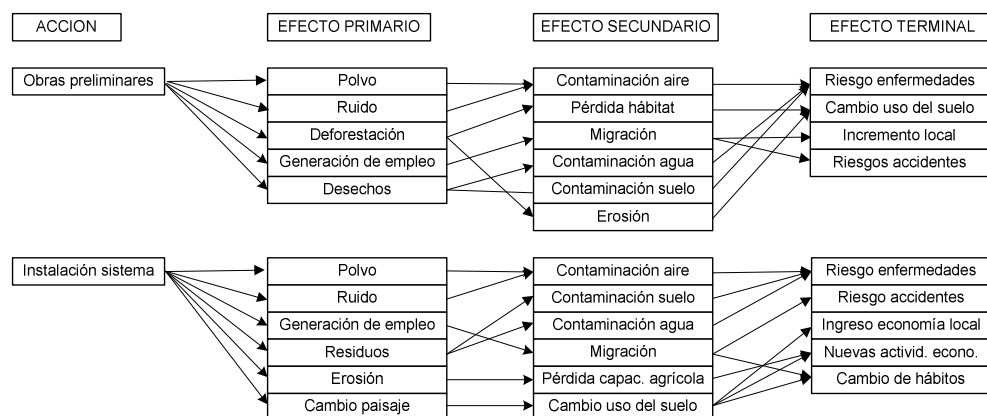 ACCION
EFECTO PRIMARIO
EFECTO SECUNDARIO
EFECTO TERMINAL
Obras preliminares
Polvo
Ruido
Deforestación
Generación de empleo
Desechos
Contaminación aire
Pérdida hábitat
Migración
Contaminación agua
Contaminación suelo
Erosión
Riesgo enfermedades
Cambio uso del suelo
Incremento local
Riesgos accidentes
Instalación sistema
Polvo
Ruido
Generación de empleo
Residuos
Erosión
Cambio paisaje
Contaminación aire
Contaminación suelo
Contaminación agua
Migración
Pérdida capac. agrícola
Cambio uso del suelo
Riesgo enfermedades
Riesgo accidentes
Ingreso economía local
Nuevas activid. econo.
Cambio de hábitos